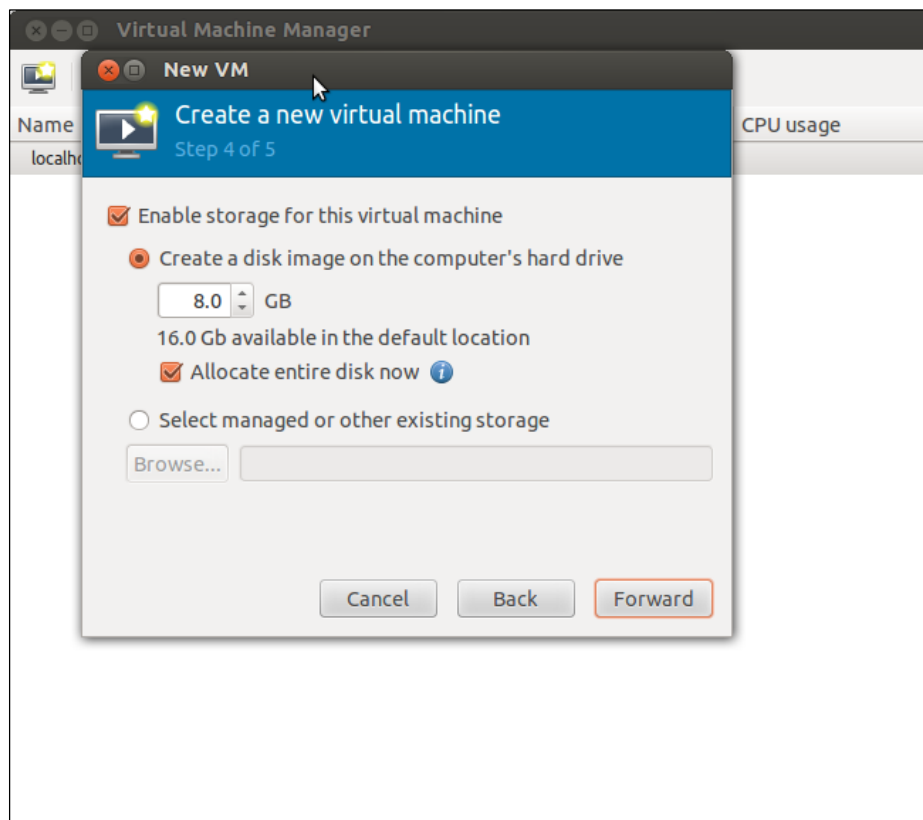 Virtual Machine Manager
New VM
Create a new virtual machine
Step 4 of 5
Name
CPU usage
Enable storage for this virtual machine
Create a disk image on the computer's hard drive
8.0 GB
16.0 Gb available in the default location
Allocate entire disk now
Select managed or other existing storage
Browse...
Cancel Back Forward